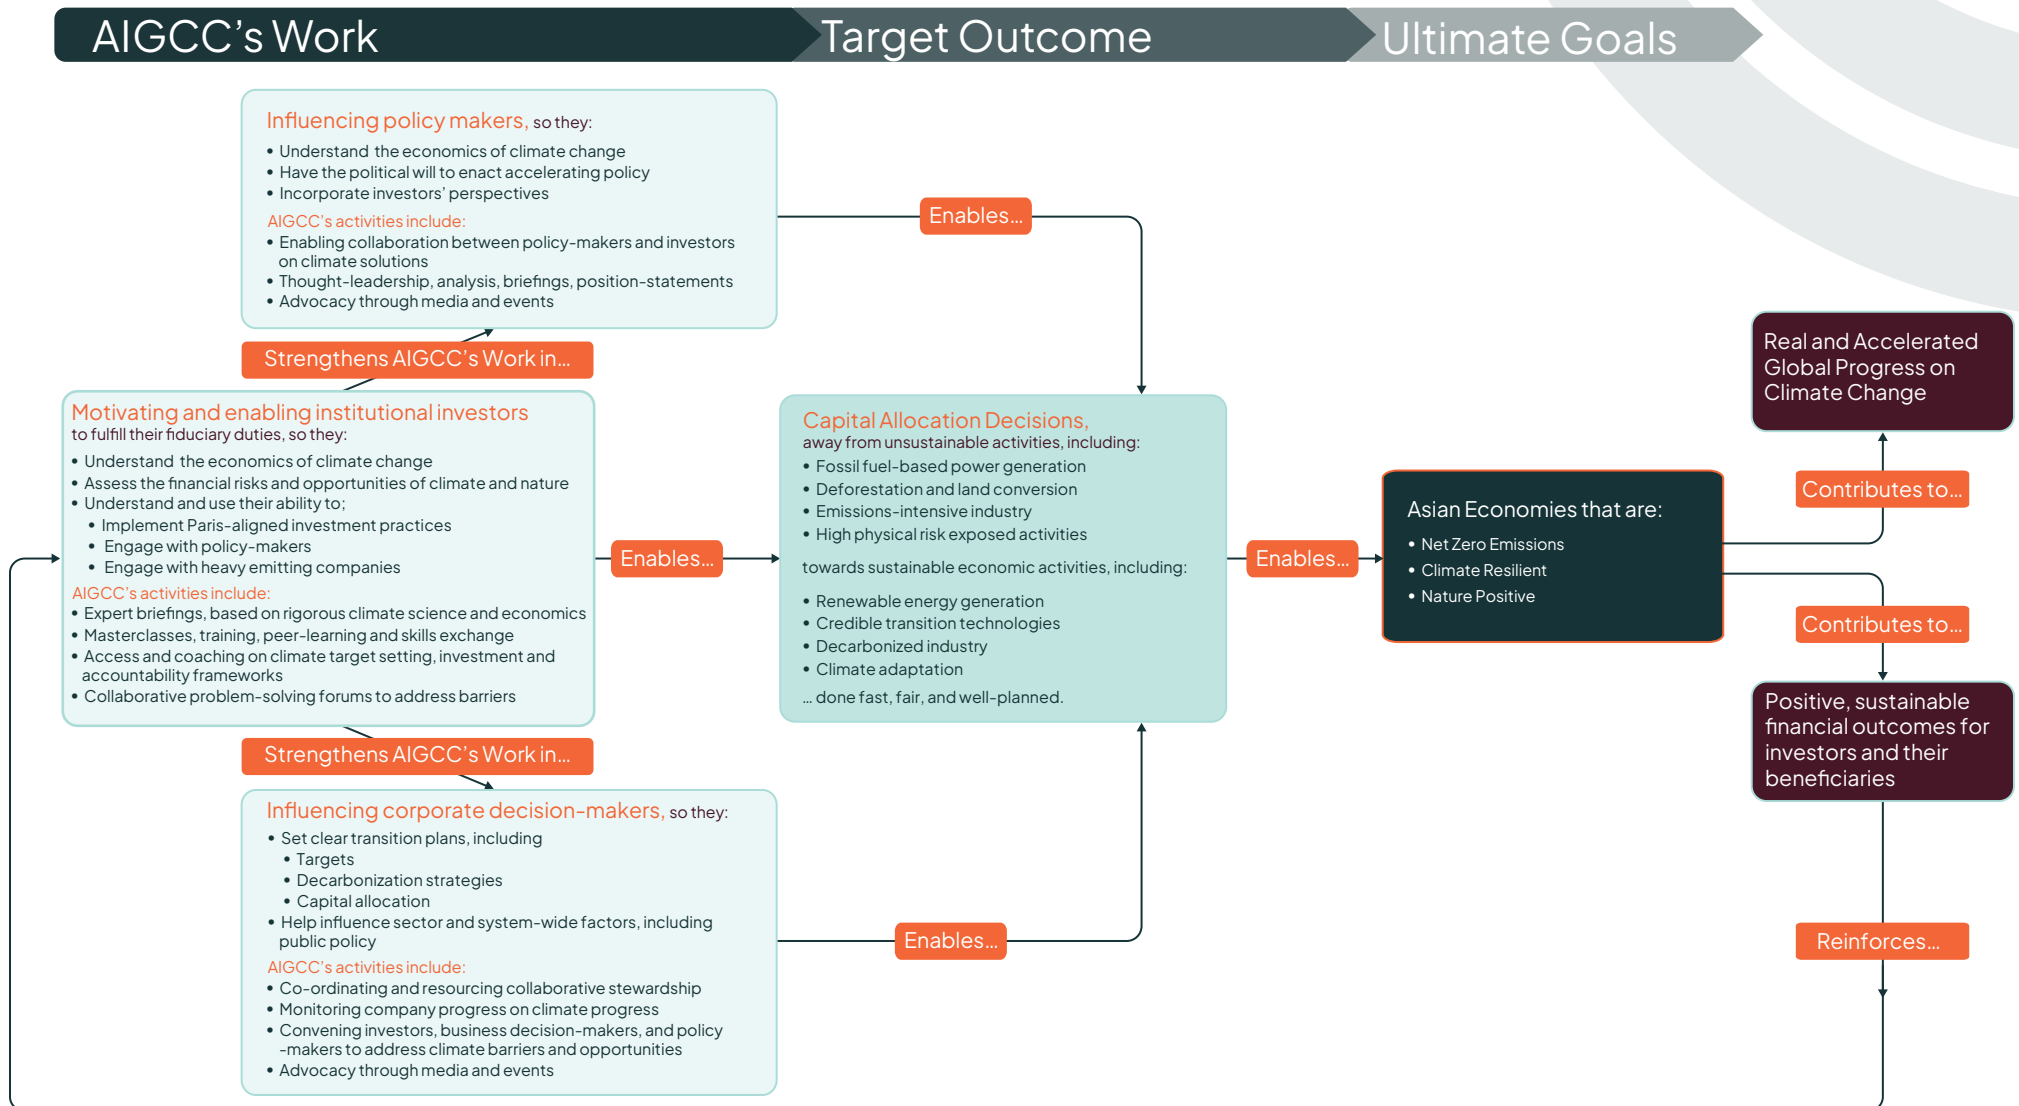 AIGCC's Work
Target Outcome
Ultimate Goals
Influencing policy makers, so they:
• Understand the economics of climate change
• Have the political will to enact accelerating policy
• Incorporate investors' perspectives
AIGCC's activities include:
• Enabling collaboration between policy-makers and investors
on climate solutions
• Thought-leadership, analysis, briefings, position-statements
• Advocacy through media and events
Enables...
Strengthens AIGCC's Work in...
Motivating and enabling institutional investors
to fulfill their fiduciary duties, so they:
• Understand the economics of climate change
• Assess the financial risks and opportunities of climate and nature
• Understand and use their ability to;
• Implement Paris-aligned investment practices
• Engage with policy-makers
• Engage with heavy emitting companies
AIGCC's activities include:
• Expert briefings, based on rigorous climate science and economics
• Masterclasses, training, peer-learning and skills exchange
• Access and coaching on climate target setting, investment and
accountability frameworks
• Collaborative problem-solving forums to address barriers
Enables...
Strengthens AIGCC's Work in...
Influencing corporate decision-makers, so they:
• Set clear transition plans, including
• Targets
• Decarbonization strategies
• Capital allocation
• Help influence sector and system-wide factors, including
public policy
AIGCC's activities include:
• Co-ordinating and resourcing collaborative stewardship
• Monitoring company progress on climate progress
• Convening investors, business decision-makers, and policy
-makers to address climate barriers and opportunities
• Advocacy through media and events
Enables...
Capital Allocation Decisions,
away from unsustainable activities, including:
• Fossil fuel-based power generation
• Deforestation and land conversion
• Emissions-intensive industry
• High physical risk exposed activities
towards sustainable economic activities, including:
• Renewable energy generation
• Credible transition technologies
• Decarbonized industry
• Climate adaptation
... done fast, fair, and well-planned.
Enables...
Asian Economies that are:
• Net Zero Emissions
• Climate Resilient
• Nature Positive
Real and Accelerated
Global Progress on
Climate Change
Contributes to...
Contributes to...
Positive, sustainable
financial outcomes for
investors and their
beneficiaries
Reinforces...